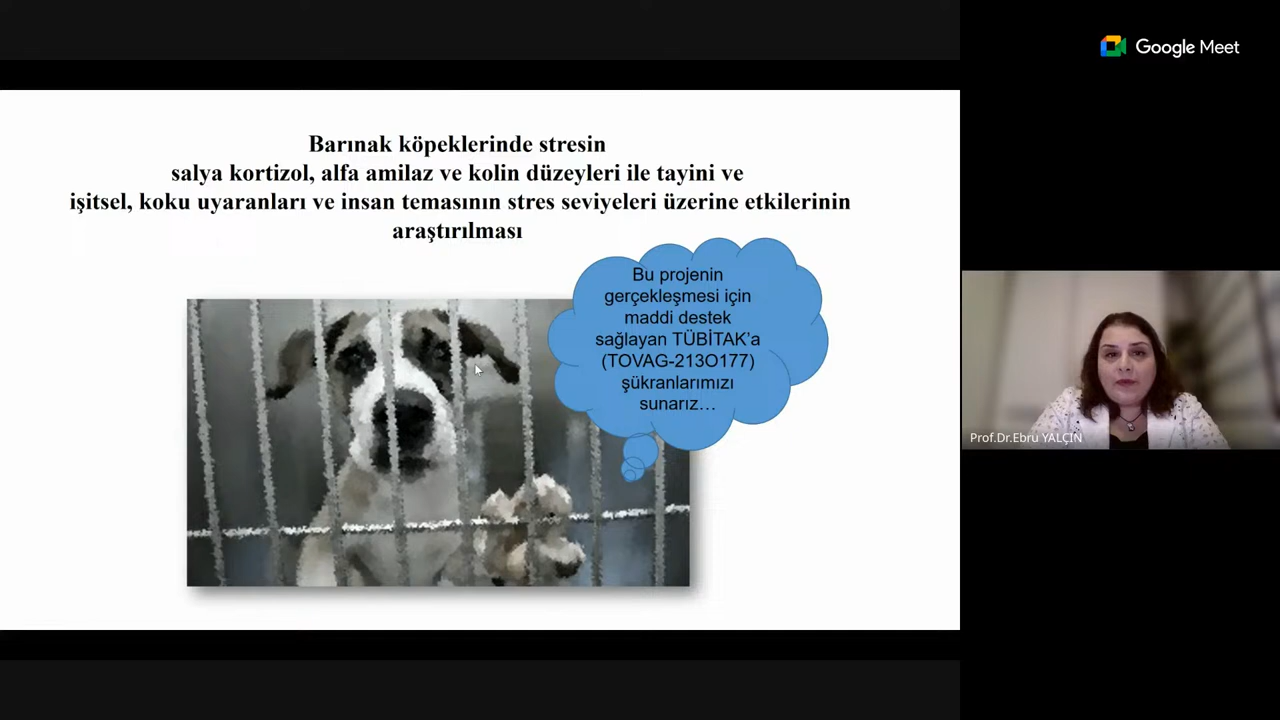 Google Meet
Barınak köpeklerinde stresin
salya kortizol, alfa amilaz ve kolin düzeyleri ile tayini ve
işitsel, koku uyaranları ve insan temasının stres seviyeleri üzerine etkilerinin
araştırılması
Bu projenin
gerçekleşmesi için
maddi destek
sağlayan TÜBİTAK’a
(TOVAG-213O177)
şükranlarımızı
sunarız…
Prof.Dr.Ebru YALÇIN